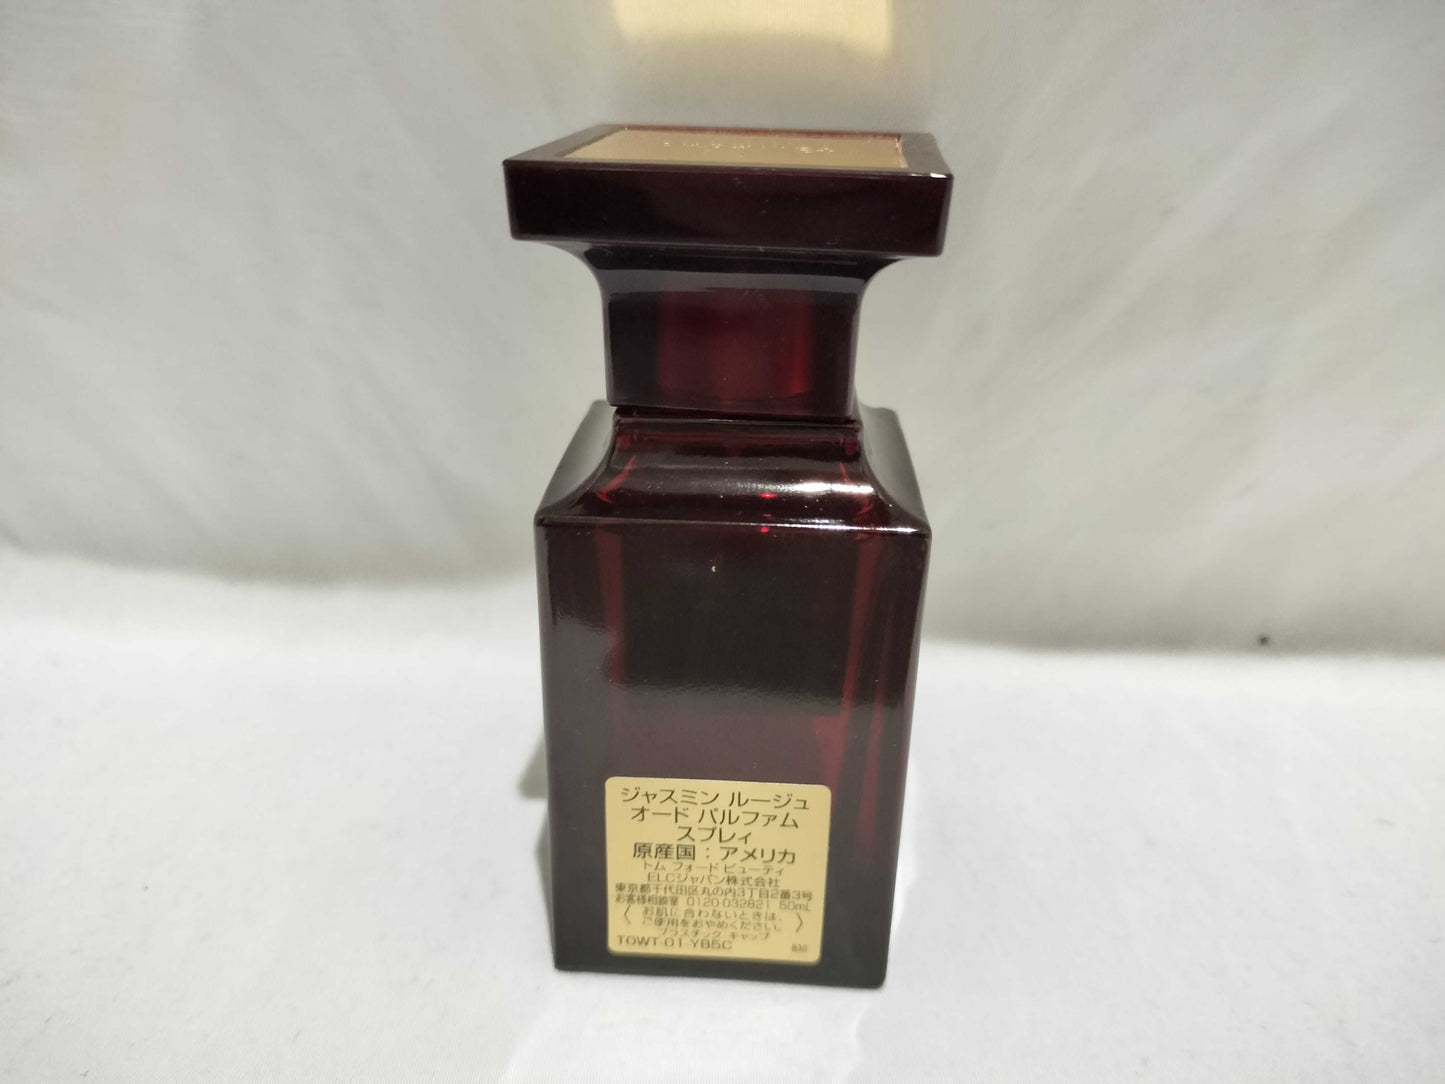 ジャスミン ルージュ
オード パルファム
スプレィ
原産国：アメリカ
トム フォード ビューティ
ELCジャパン株式会社
東京都千代田区丸の内3丁目2番3号
お客様相談室 0120-032821 50mL
〈お肌に合わないときは、
ご使用をおやめください。〉
プラスチック キャップ
T0WT-01-YB5C 830